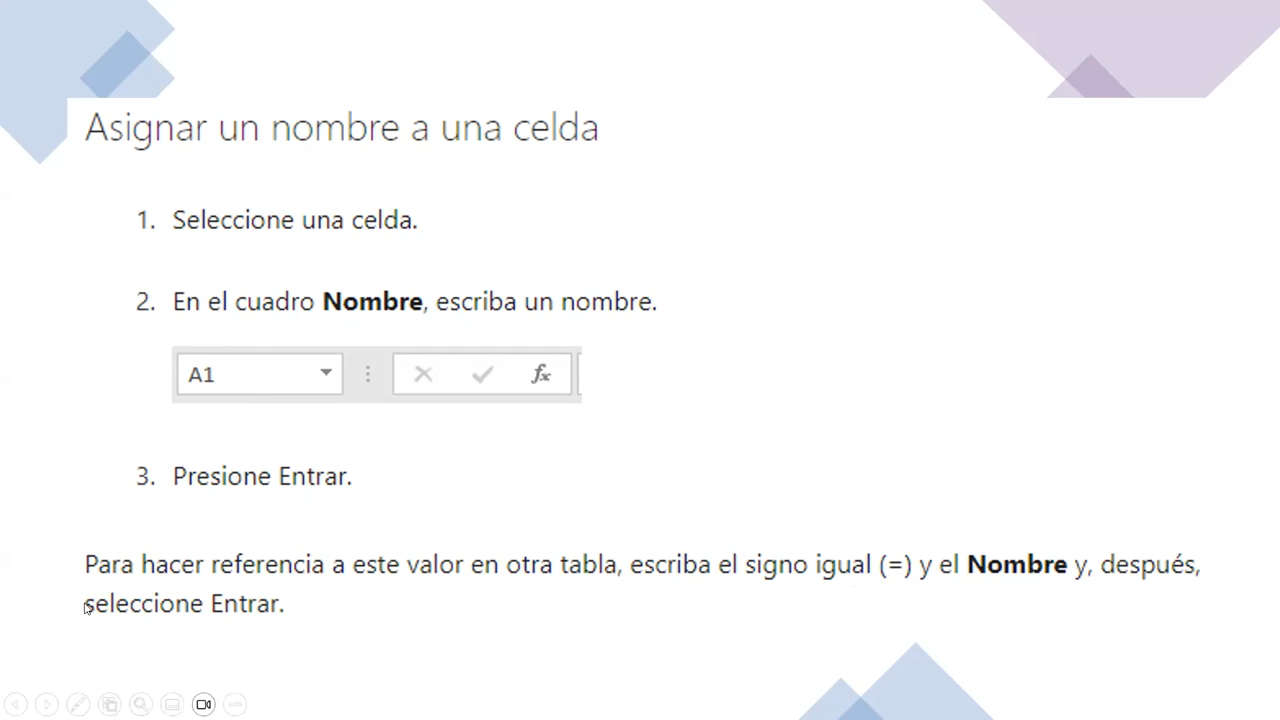 Asignar un nombre a una celda
1. Seleccione una celda.
2. En el cuadro Nombre, escriba un nombre.
A1 fx
3. Presione Entrar.
Para hacer referencia a este valor en otra tabla, escriba el signo igual (=) y el Nombre y, después,
seleccione Entrar.